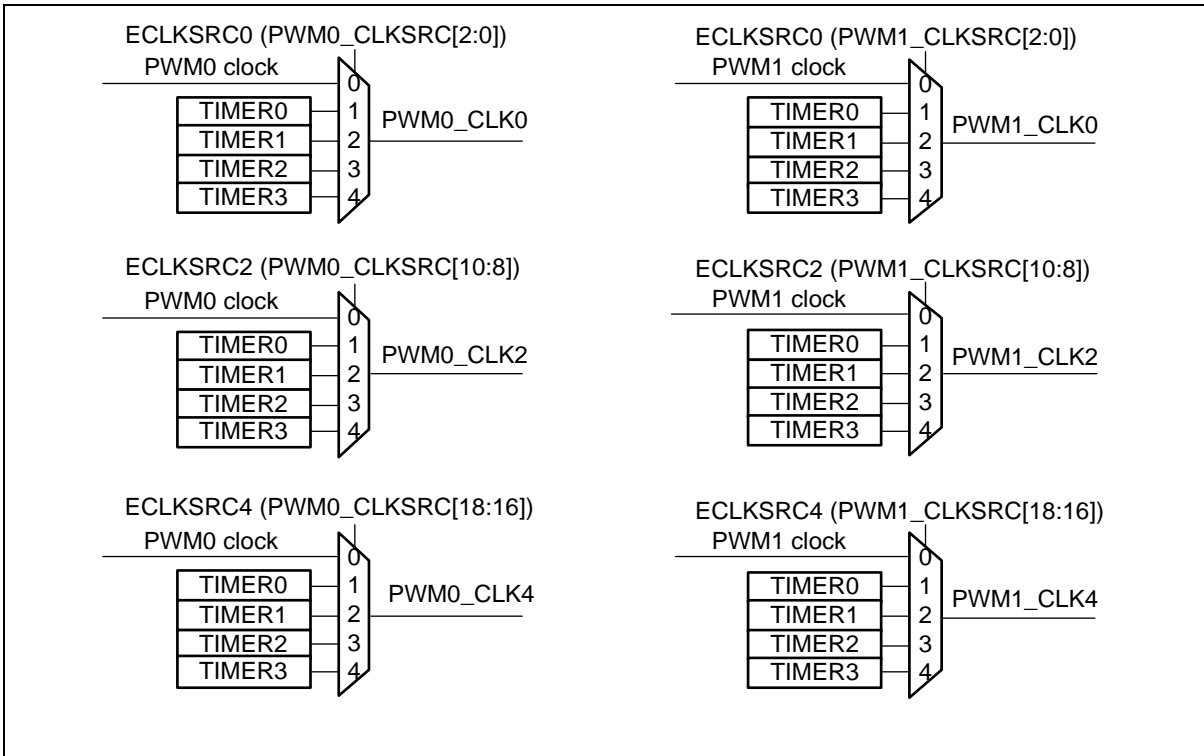 ECLKSRC0 (PWM0_CLKSRC[2:0])
PWM0 clock
0
TIMER0
1
TIMER1
2
TIMER2
3
TIMER3
4
PWM0_CLK0
ECLKSRC0 (PWM1_CLKSRC[2:0])
PWM1 clock
0
TIMER0
1
TIMER1
2
TIMER2
3
TIMER3
4
PWM1_CLK0
ECLKSRC2 (PWM0_CLKSRC[10:8])
PWM0 clock
0
TIMER0
1
TIMER1
2
TIMER2
3
TIMER3
4
PWM0_CLK2
ECLKSRC2 (PWM1_CLKSRC[10:8])
PWM1 clock
0
TIMER0
1
TIMER1
2
TIMER2
3
TIMER3
4
PWM1_CLK2
ECLKSRC4 (PWM0_CLKSRC[18:16])
PWM0 clock
0
TIMER0
1
TIMER1
2
TIMER2
3
TIMER3
4
PWM0_CLK4
ECLKSRC4 (PWM1_CLKSRC[18:16])
PWM1 clock
0
TIMER0
1
TIMER1
2
TIMER2
3
TIMER3
4
PWM1_CLK4